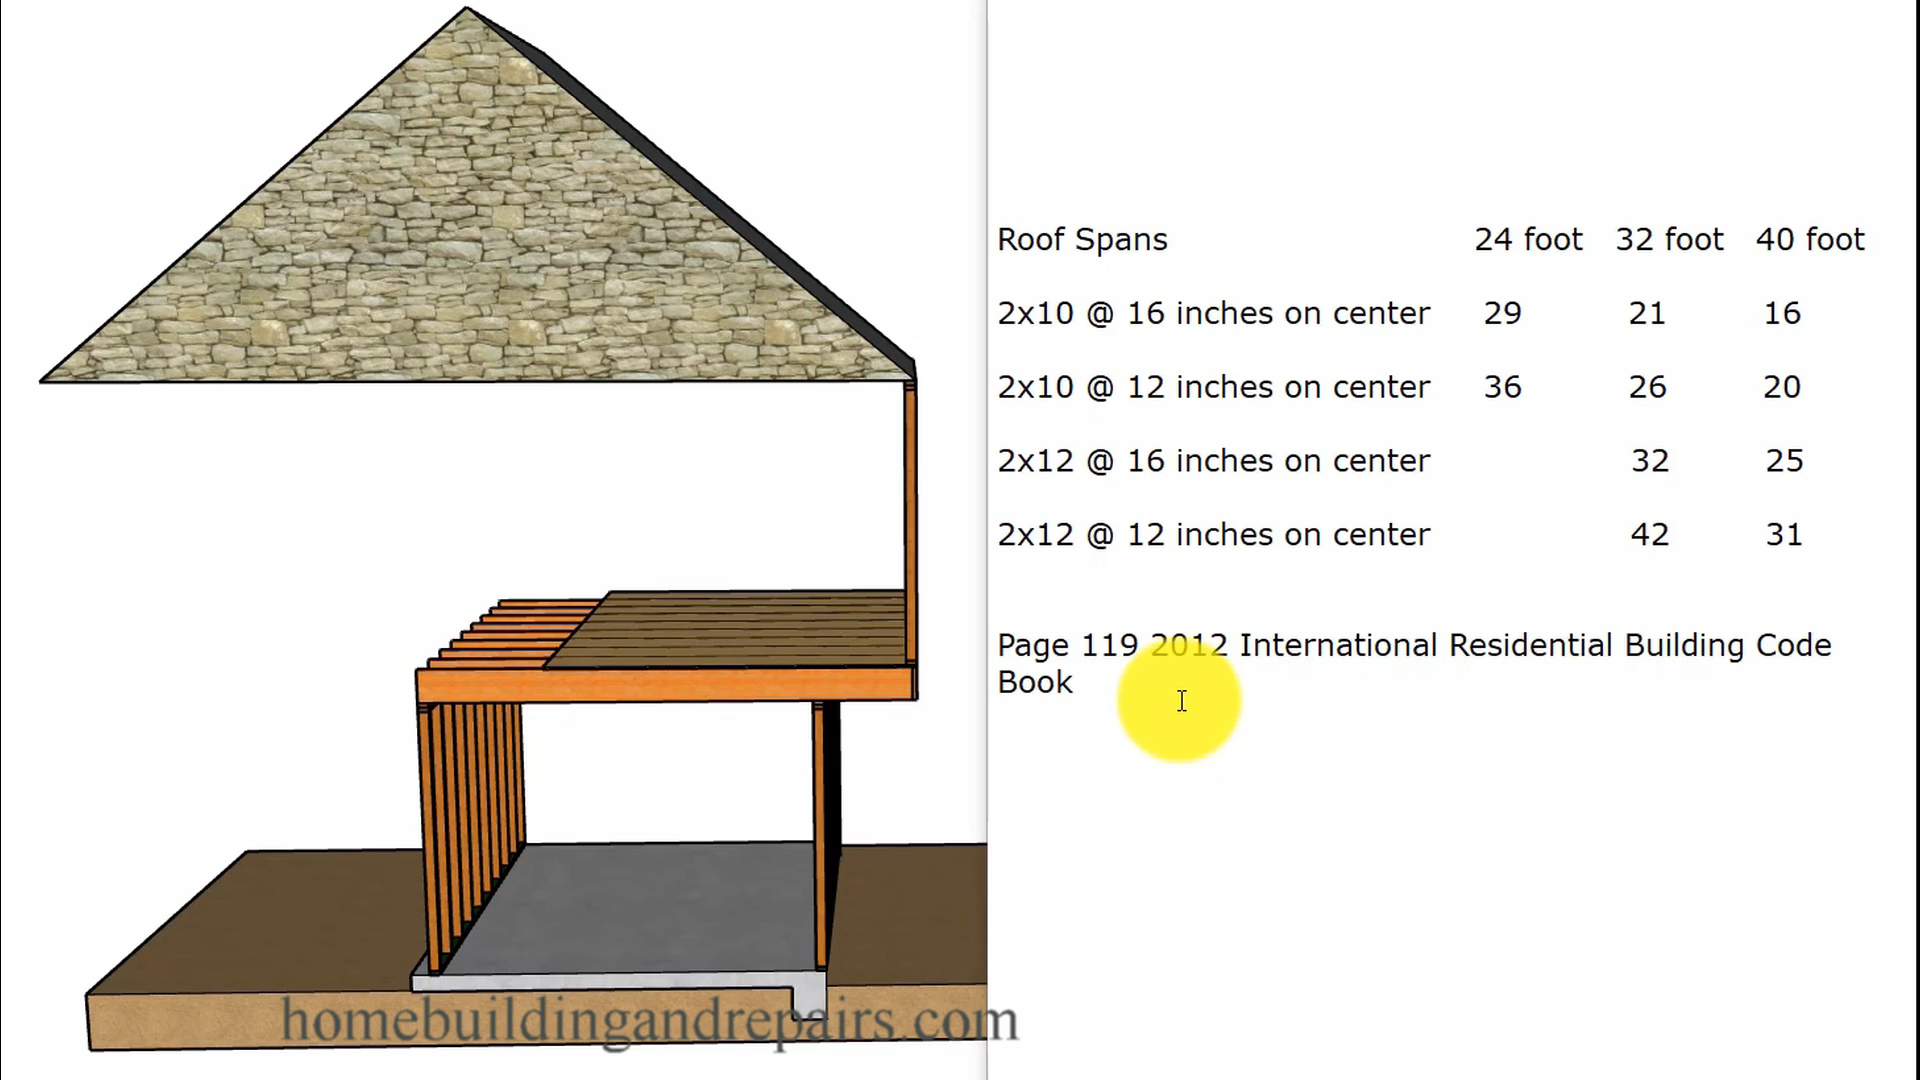 Roof Spans 24 foot 32 foot 40 foot
2x10 @ 16 inches on center 29 21 16
2x10 @ 12 inches on center 36 26 20
2x12 @ 16 inches on center 32 25
2x12 @ 12 inches on center 42 31
Page 119 2012 International Residential Building Code
Book
homebuildingandrepairs.com